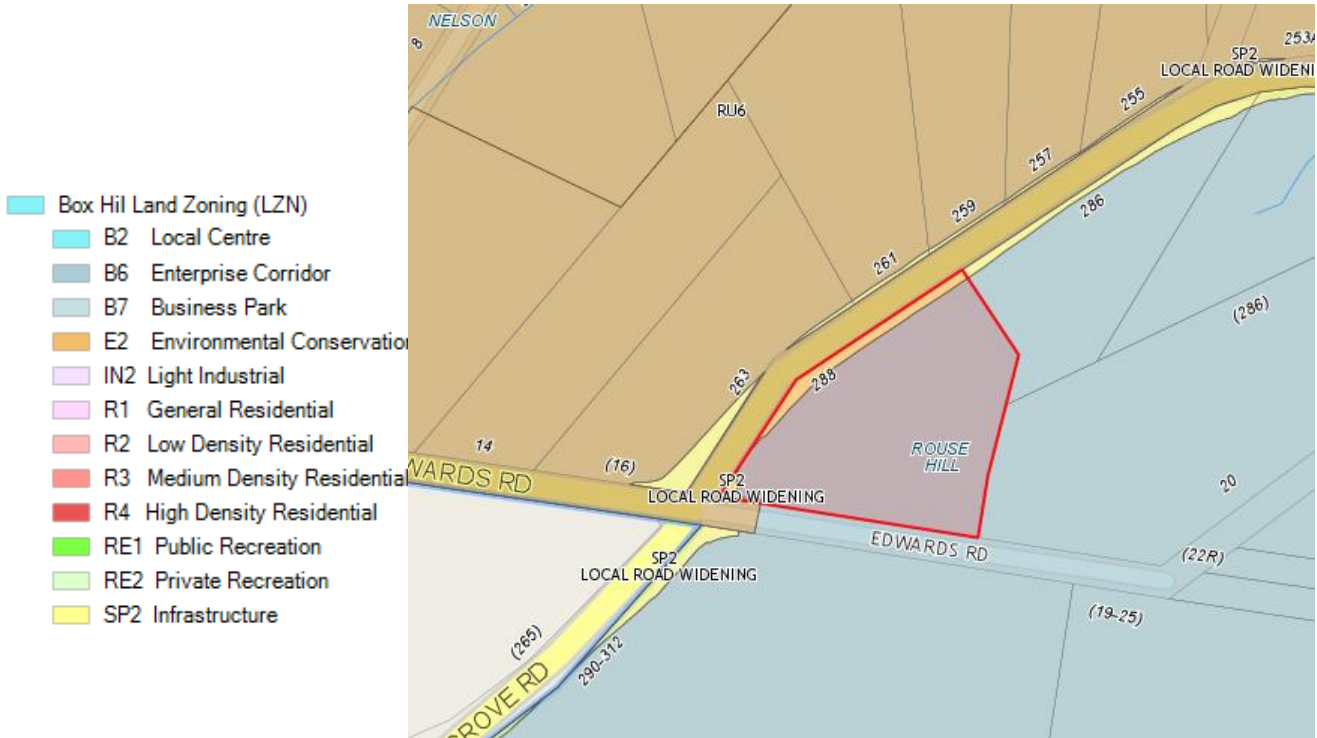 Box Hil Land Zoning (LZN)
B2 Local Centre
B6 Enterprise Corridor
B7 Business Park
E2 Environmental Conservation
IN2 Light Industrial
R1 General Residential
R2 Low Density Residential
R3 Medium Density Residential
R4 High Density Residential
RE1 Public Recreation
RE2 Private Recreation
SP2 Infrastructure
NELSON
8
RU6
253A
SP2
LOCAL ROAD WIDENI
255
257
259
286
261
263
288
(286)
14
(16)
WARDS RD
ROUSE
HILL
SP2
LOCAL ROAD WIDENING
20
EDWARDS RD
(22R)
SP2
LOCAL ROAD WIDENING
(19-25)
(265)
290-312
GROVE RD